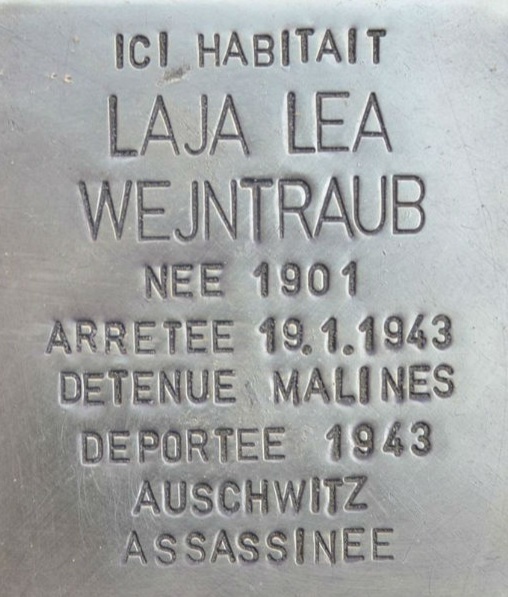 ICI HABITAIT
LAJA LEA
WEJNTRAUB
NEE 1901
ARRETEE 19.1.1943
DETENUE MALINES
DEPORTEE 1943
AUSCHWITZ
ASSASSINEE